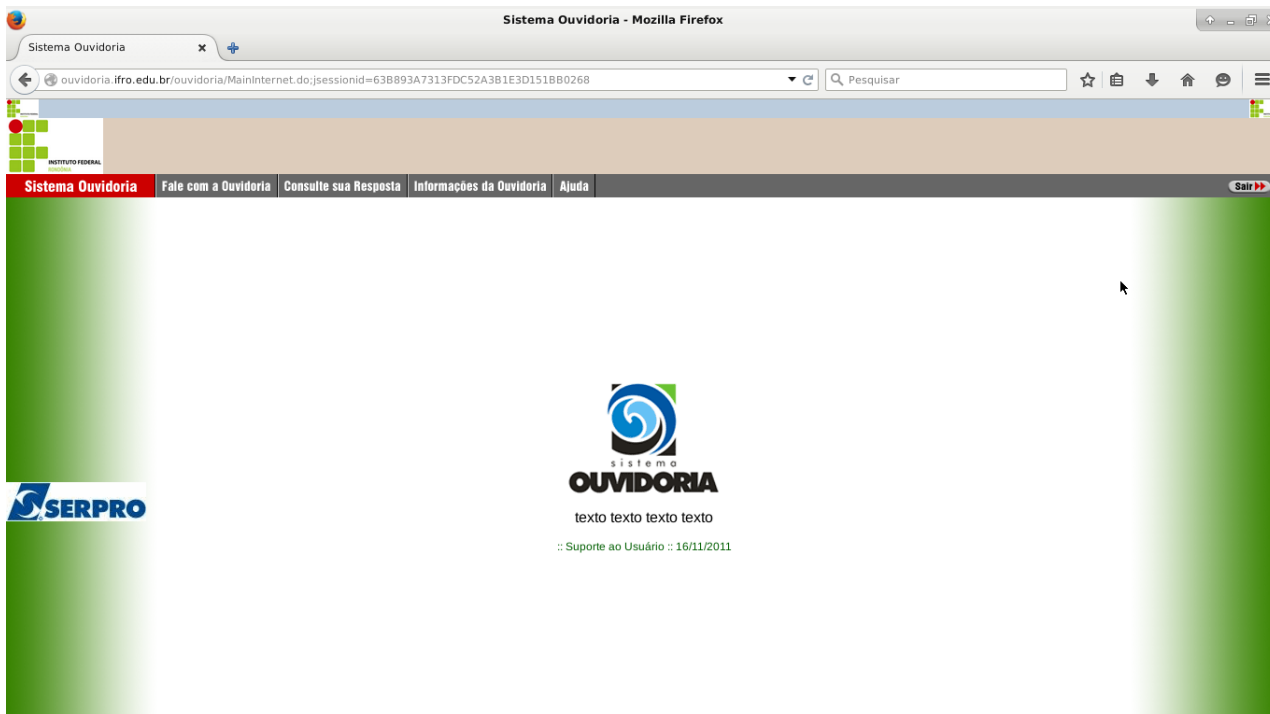 Sistema Ouvidoria - Mozilla Firefox
Sistema Ouvidoria
ouvidoria.ifro.edu.br/ouvidoria/MainInternet.do;jsessionid=63B893A7313FDC52A3B1E3D151BB0268
Pesquisar
INSTITUTO FEDERAL
RONDÔNIA
Sistema Ouvidoria Fale com a Ouvidoria Consulte sua Resposta Informações da Ouvidoria Ajuda Sair
sistema
OUVIDORIA
SERPRO
texto texto texto texto
:: Suporte ao Usuário :: 16/11/2011